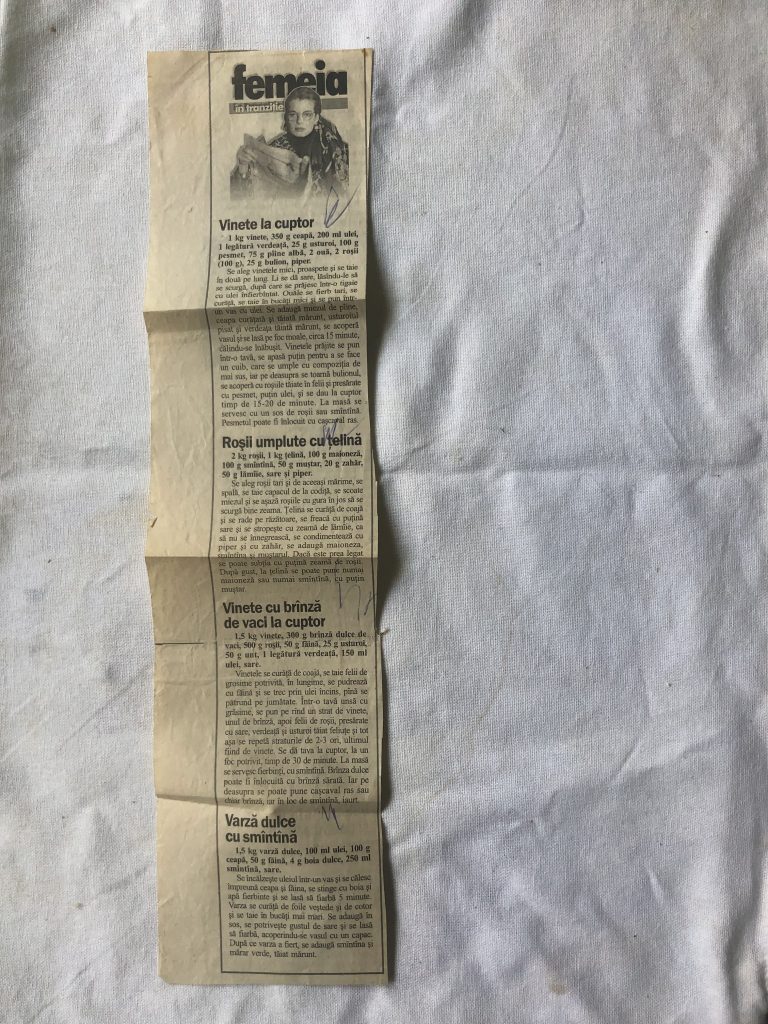 femeia
în tranziție
Vinete la cuptor
1 kg vinete, 350 g ceapă, 200 ml ulei,
1 legătură verdeață, 25 g usturoi, 100 g
pesmet, 75 g pîine albă, 2 ouă, 2 roșii
(100 g), 25 g bulion, piper.
Se aleg vinetele mici, proaspete și se taie
în două pe lung. Li se dă sare, lăsîndu-le să
se scurgă, după care se prăjesc într-o tigaie
cu ulei înfierbîntat. Ouăle se fierb tari, se
curăță, se taie în bucăți mici și se pun într-
un vas cu ulei. Se adaugă miezul de pîine,
ceapa curățată și tăiată mărunt, usturoiul
pisat și verdeața tăiată mărunt, se acoperă
vasul și se lasă pe foc moale, circa 15 minute,
călindu-se înăbușit. Vinetele prăjite se pun
într-o tavă, se apasă puțin pentru a se face
un cuib, care se umple cu compoziția de
mai sus, iar pe deasupra se toarnă bulionul,
se acoperă cu roșiile tăiate în felii și presărate
cu pesmet, puțin ulei, și se dau la cuptor
timp de 15-20 de minute. La masă se
servesc cu un sos de roșii sau smîntînă.
Pesmetul poate fi înlocuit cu cașcaval ras.
Roșii umplute cu țelină
2 kg roșii, 1 kg țelină, 100 g maioneză,
100 g smîntînă, 50 g muștar, 20 g zahăr,
50 g lămîie, sare și piper.
Se aleg roșii tari și de aceeași mărime, se
spală, se taie capacul de la codiță, se scoate
miezul și se așază roșiile cu gura în jos să se
scurgă bine zeama. Țelina se curăță de coajă
și se rade pe răzătoare, se freacă cu puțină
sare și se stropește cu zeamă de lămîie, ca
să nu se înnegrească, se condimentează cu
piper și cu zahăr, se adaugă maioneza,
smîntîna și muștarul. Dacă este prea legat
se poate subția cu puțină zeamă de roșii.
După gust, la țelină se poate pune numai
maioneză sau numai smîntînă, cu puțin
muștar.
Vinete cu brînză
de vaci la cuptor
1,5 kg vinete, 300 g brînză dulce de
vaci, 500 g roșii, 50 g făină, 25 g usturoi,
50 g unt, 1 legătură verdeață, 150 ml
ulei, sare.
Vinetele se curăță de coajă, se taie felii de
grosime potrivită, în lungime, se pudrează
cu făină și se trec prin ulei încins, pînă se
pătrund pe jumătate. Într-o tavă unsă cu
grăsime, se pun pe rînd un strat de vinete,
unul de brînză, apoi felii de roșii, presărate
cu sare, verdeață și usturoi tăiat feliuțe și tot
așa se repetă straturile de 2-3 ori, ultimul
fiind de vinete. Se dă tava la cuptor, la un
foc potrivit, timp de 30 de minute. La masă
se servesc fierbinți, cu smîntînă. Brînza dulce
poate fi înlocuită cu brînză sărată. Iar pe
deasupra se poate pune cașcaval ras sau
chiar brînză, iar în loc de smîntînă, iaurt.
Varză dulce
cu smîntînă
1,5 kg varză dulce, 100 ml ulei, 100 g
ceapă, 50 g făină, 4 g boia dulce, 250 ml
smîntînă, sare.
Se încălzește uleiul într-un vas și se călesc
împreună ceapa și făina, se stinge cu boia și
apă fierbinte și se lasă să fiarbă 5 minute.
Varza se curăță de foile veștede și de cotor
și se taie în bucăți mai mari. Se adaugă în
sos, se potrivește gustul de sare și se lasă
să fiarbă, acoperindu-se vasul cu un capac.
După ce varza a fiert, se adaugă smîntîna și
mărar verde, tăiat mărunt.